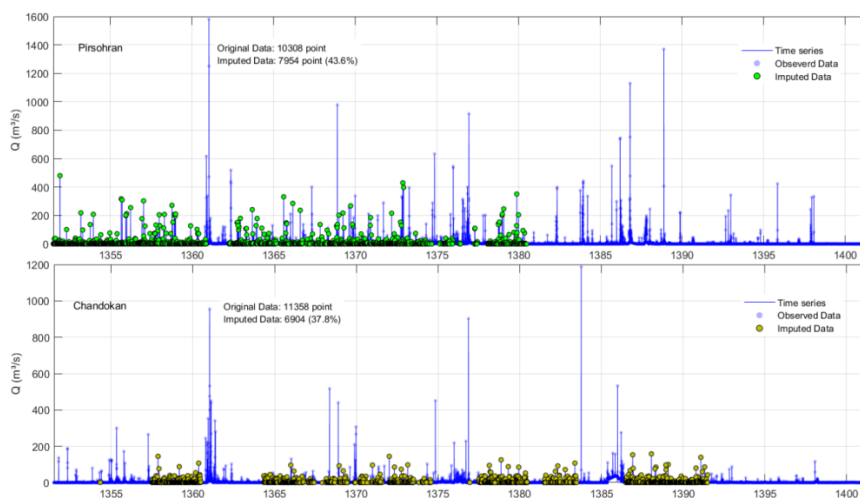 1600
1400
1200
1000
800
600
400
200
0
Q (m³/s)
Pirsohran
Original Data: 10308 point
Imputed Data: 7954 point (43.6%)
Time series
Obseverd Data
Imputed Data
1355 1360 1365 1370 1375 1380 1385 1390 1395 1400
1200
1000
800
600
400
200
0
Q (m³/s)
Chandokan
Original Data: 11358 point
Imputed Data: 6904 (37.8%)
Time series
Observed Data
Imputed Data
1355 1360 1365 1370 1375 1380 1385 1390 1395 1400